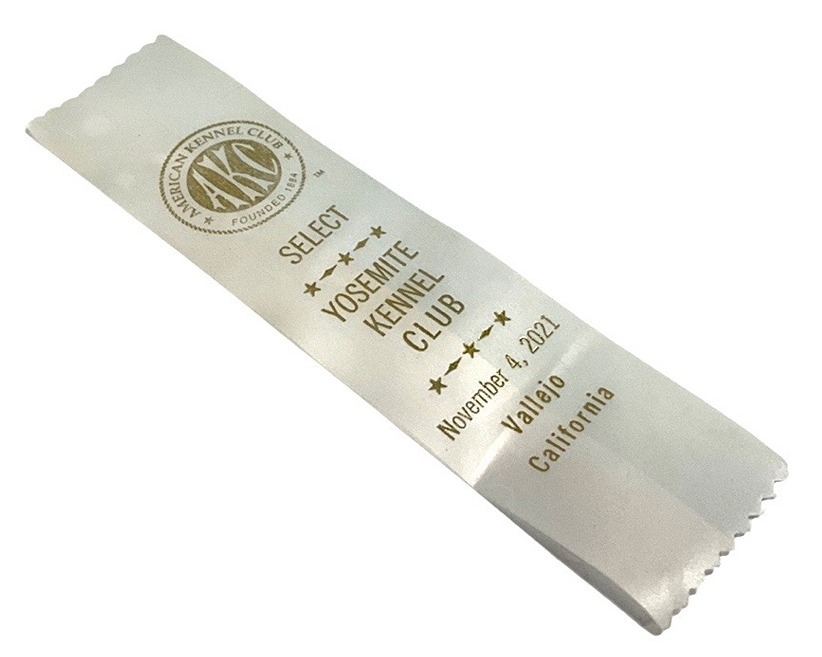 AMERICAN KENNEL CLUB
AKC
FOUNDED 1884
TM
SELECT
YOSEMITE
KENNEL
CLUB
November 4, 2021
Vallejo
California